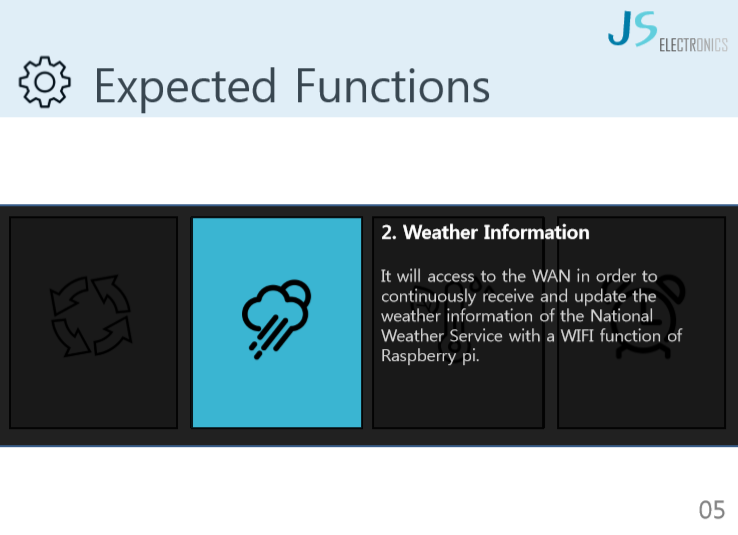 JS ELECTRONICS
Expected Functions
2. Weather Information
It will access to the WAN in order to
continuously receive and update the
weather information of the National
Weather Service with a WIFI function of
Raspberry pi.
05